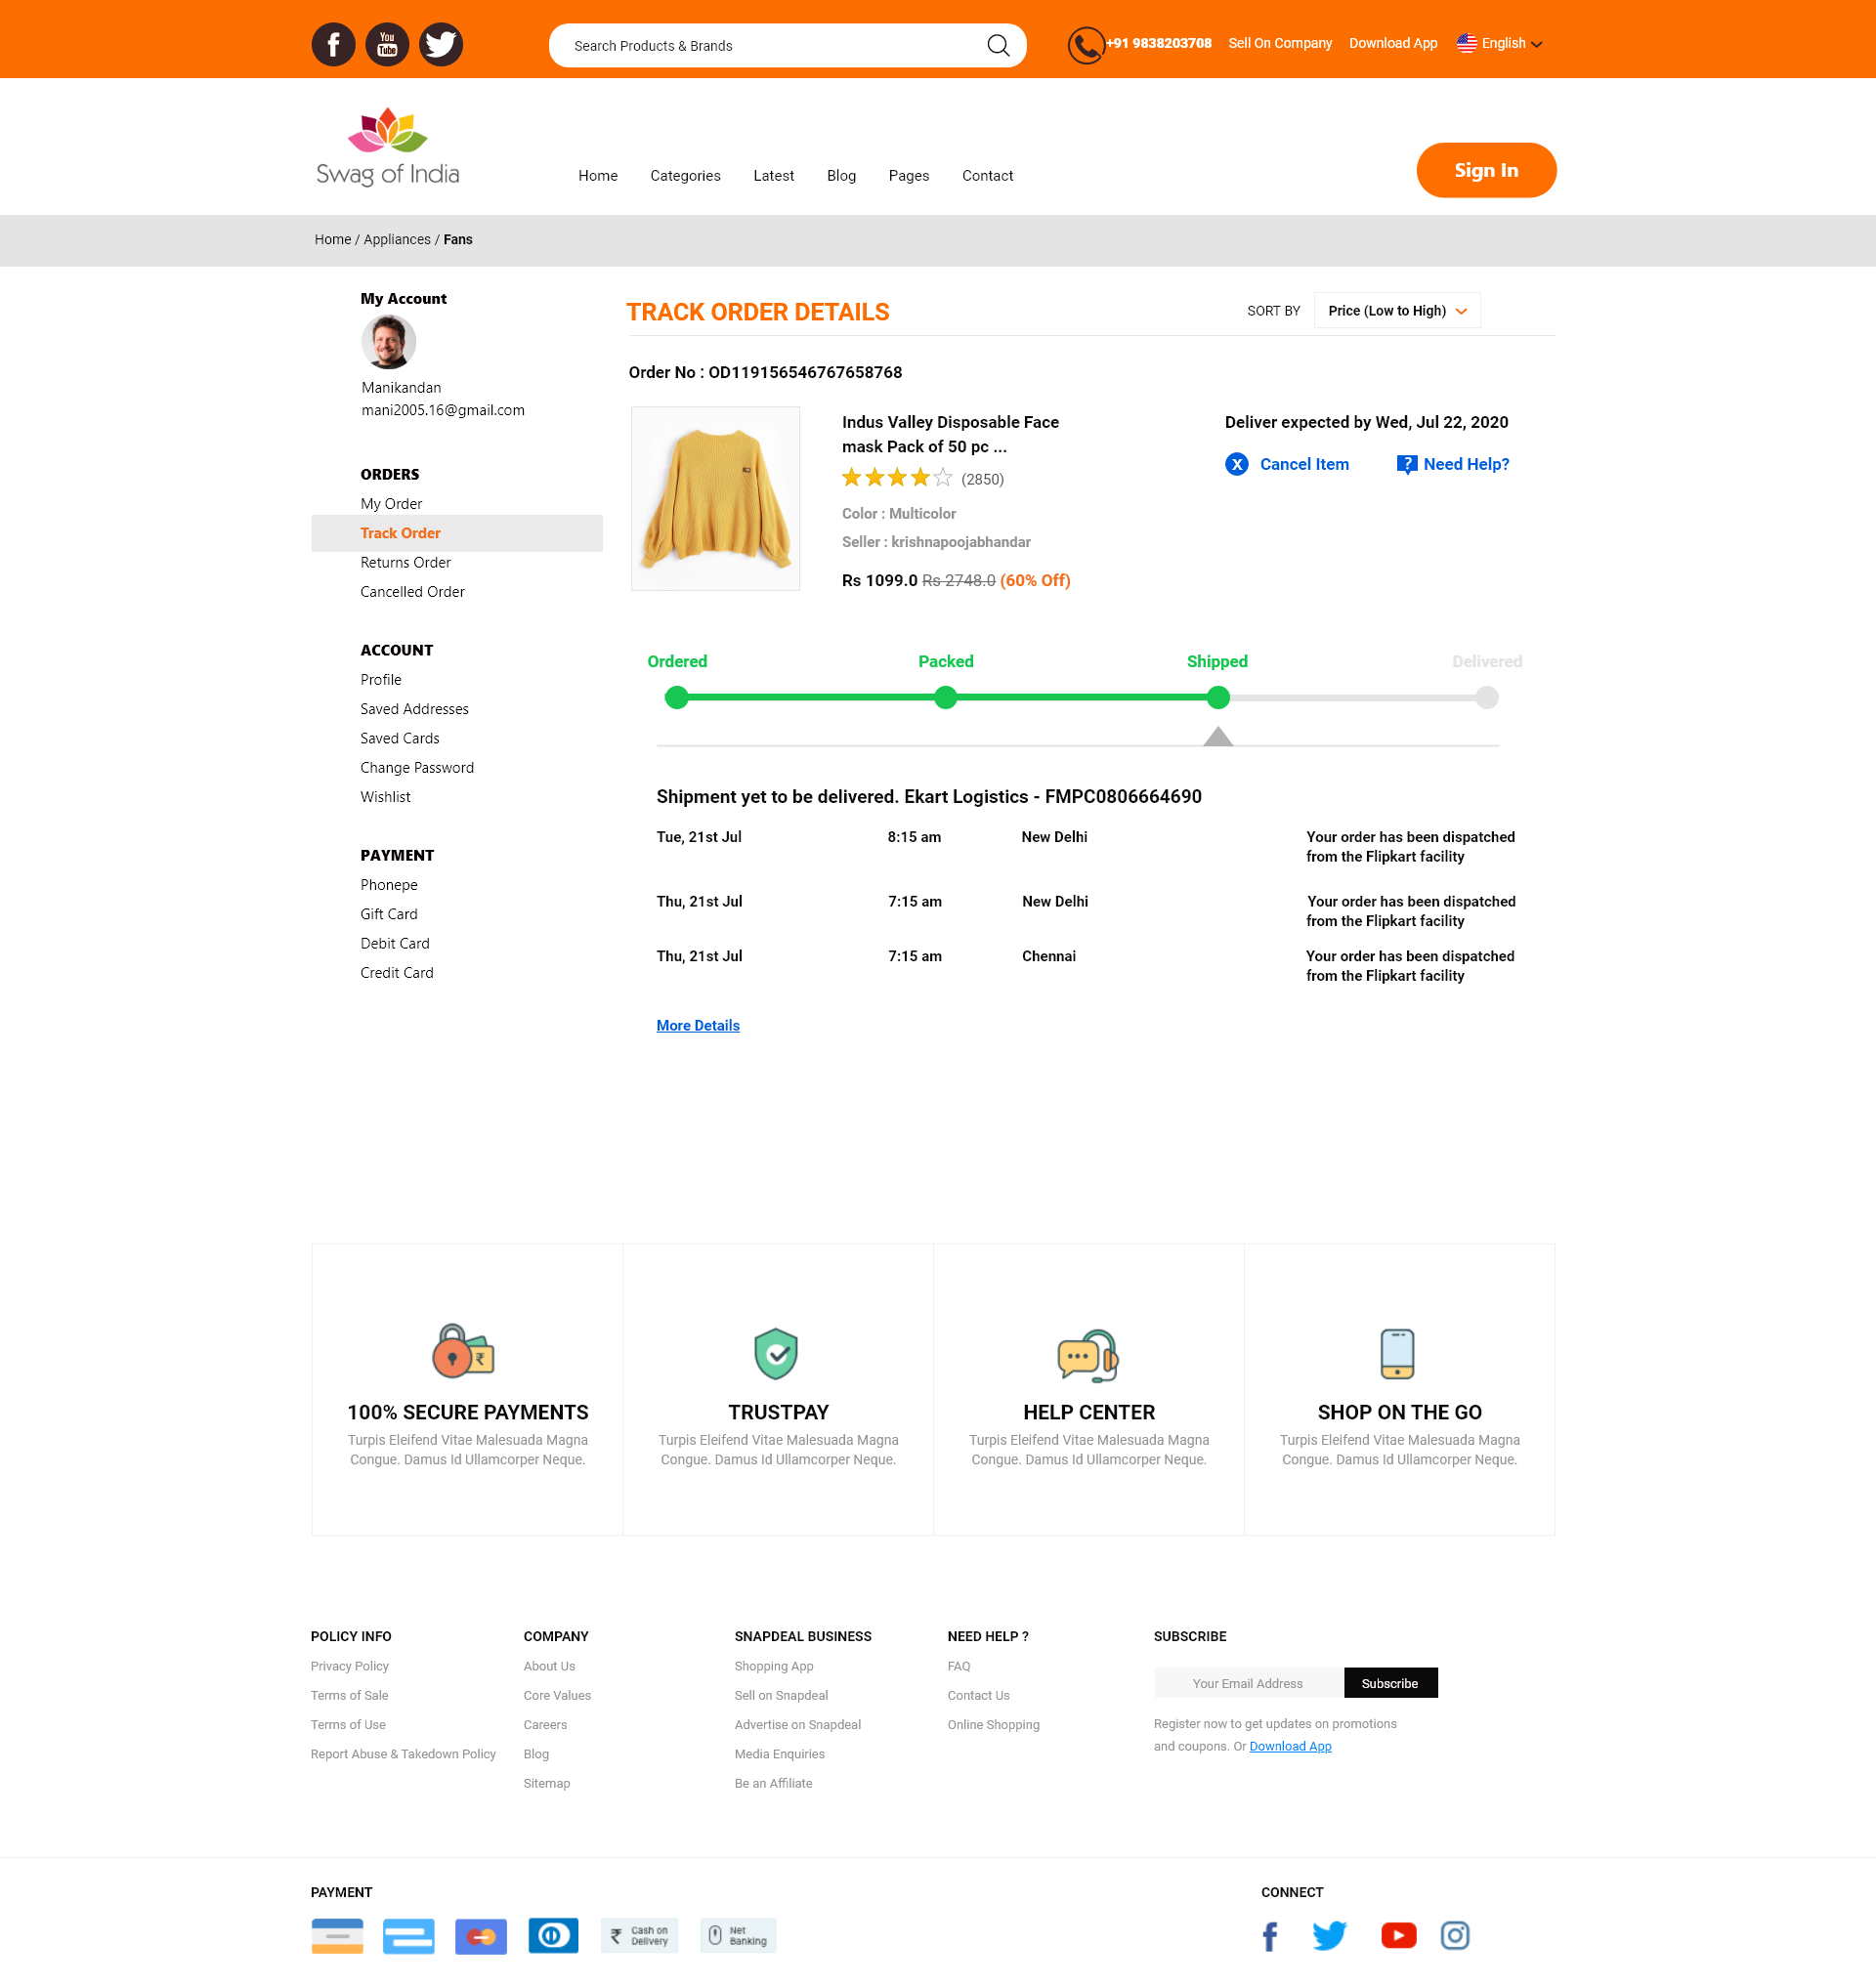 f You Tube
Search Products & Brands
+91 9838203708 Sell On Company Download App English
Swag of India
Home Categories Latest Blog Pages Contact
Sign In
Home / Appliances / Fans
My Account
Manikandan
mani2005.16@gmail.com
ORDERS
My Order
Track Order
Returns Order
Cancelled Order
ACCOUNT
Profile
Saved Addresses
Saved Cards
Change Password
Wishlist
PAYMENT
Phonepe
Gift Card
Debit Card
Credit Card
TRACK ORDER DETAILS
SORT BY Price (Low to High)
Order No : OD119156546767658768
Indus Valley Disposable Face
mask Pack of 50 pc ...
(2850)
Color : Multicolor
Seller : krishnapoojabhandar
Rs 1099.0 Rs 2748.0 (60% Off)
Deliver expected by Wed, Jul 22, 2020
X Cancel Item ? Need Help?
Ordered Packed Shipped Delivered
Shipment yet to be delivered. Ekart Logistics - FMPC0806664690
Tue, 21st Jul 8:15 am New Delhi Your order has been dispatched
from the Flipkart facility
Thu, 21st Jul 7:15 am New Delhi Your order has been dispatched
from the Flipkart facility
Thu, 21st Jul 7:15 am Chennai Your order has been dispatched
from the Flipkart facility
More Details
₹
100% SECURE PAYMENTS
Turpis Eleifend Vitae Malesuada Magna
Congue. Damus Id Ullamcorper Neque.
TRUSTPAY
Turpis Eleifend Vitae Malesuada Magna
Congue. Damus Id Ullamcorper Neque.
HELP CENTER
Turpis Eleifend Vitae Malesuada Magna
Congue. Damus Id Ullamcorper Neque.
SHOP ON THE GO
Turpis Eleifend Vitae Malesuada Magna
Congue. Damus Id Ullamcorper Neque.
POLICY INFO
Privacy Policy
Terms of Sale
Terms of Use
Report Abuse & Takedown Policy
COMPANY
About Us
Core Values
Careers
Blog
Sitemap
SNAPDEAL BUSINESS
Shopping App
Sell on Snapdeal
Advertise on Snapdeal
Media Enquiries
Be an Affiliate
NEED HELP ?
FAQ
Contact Us
Online Shopping
SUBSCRIBE
Your Email Address Subscribe
Register now to get updates on promotions
and coupons. Or Download App
PAYMENT
₹ Cash on
Delivery
Net
Banking
CONNECT
f